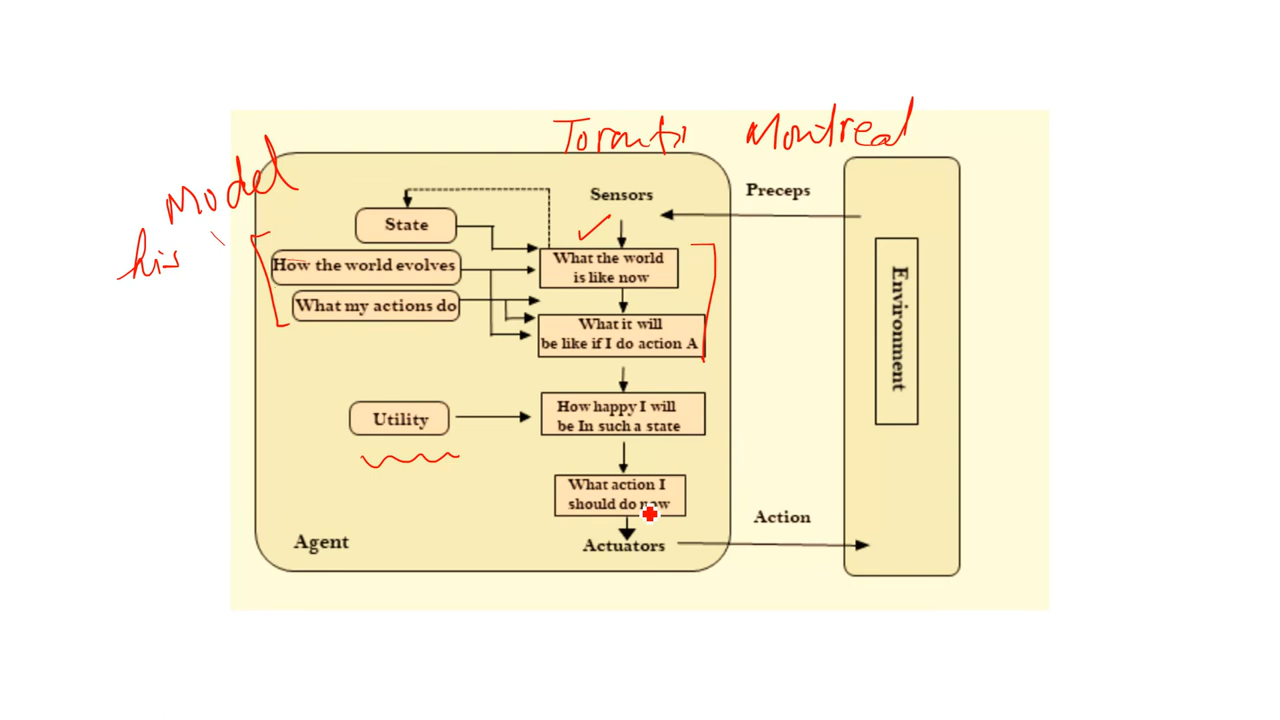 Toronto Montreal
Model
his
Sensors
Preceps
State
What the world
is like now
How the world evolves
What my actions do
What it will
be like if I do action A
Environment
Utility
How happy I will
be In such a state
What action I
should do now
Agent
Actuators
Action